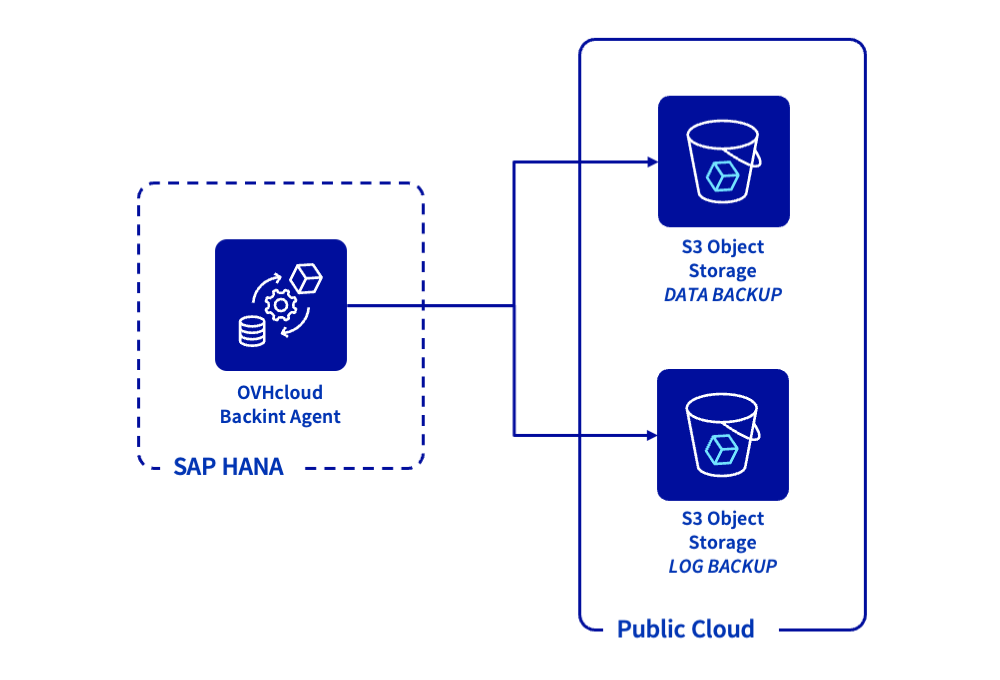 OVHcloud
Backint Agent
SAP HANA
S3 Object
Storage
DATA BACKUP
S3 Object
Storage
LOG BACKUP
Public Cloud